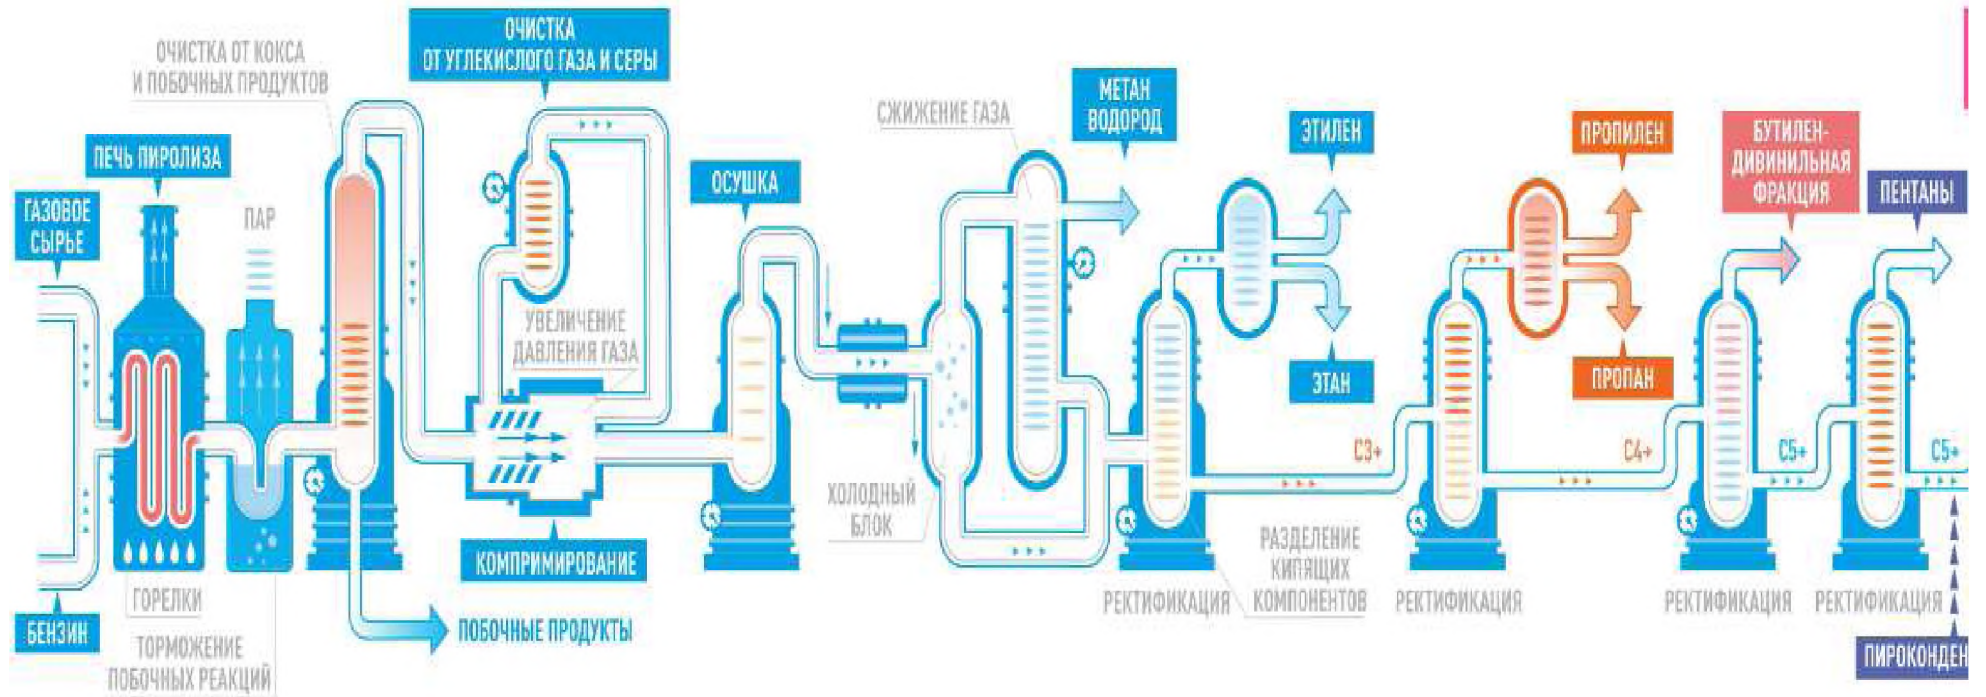 ОЧИСТКА ОТ КОКСА
И ПОБОЧНЫХ ПРОДУКТОВ
ОЧИСТКА
ОТ УГЛЕКИСЛОГО ГАЗА И СЕРЫ
ПЕЧЬ ПИРОЛИЗА
ГАЗОВОЕ
СЫРЬЕ
ПАР
УВЕЛИЧЕНИЕ
ДАВЛЕНИЯ ГАЗА
ОСУШКА
СЖИЖЕНИЕ ГАЗА
МЕТАН
ВОДОРОД
ЭТИЛЕН
ЭТАН
ПРОПИЛЕН
ПРОПАН
БУТИЛЕН-
ДИВИНИЛЬНАЯ
ФРАКЦИЯ
ПЕНТАНЫ
C3+
C4+
C5+
C5+
ХОЛОДНЫЙ
БЛОК
КОМПРИМИРОВАНИЕ
РАЗДЕЛЕНИЕ
КИПЯЩИХ
КОМПОНЕНТОВ
РЕКТИФИКАЦИЯ
РЕКТИФИКАЦИЯ
РЕКТИФИКАЦИЯ
РЕКТИФИКАЦИЯ
ГОРЕЛКИ
БЕНЗИН
ТОРМОЖЕНИЕ
ПОБОЧНЫХ РЕАКЦИЙ
ПОБОЧНЫЕ ПРОДУКТЫ
ПИРОКОНДЕН